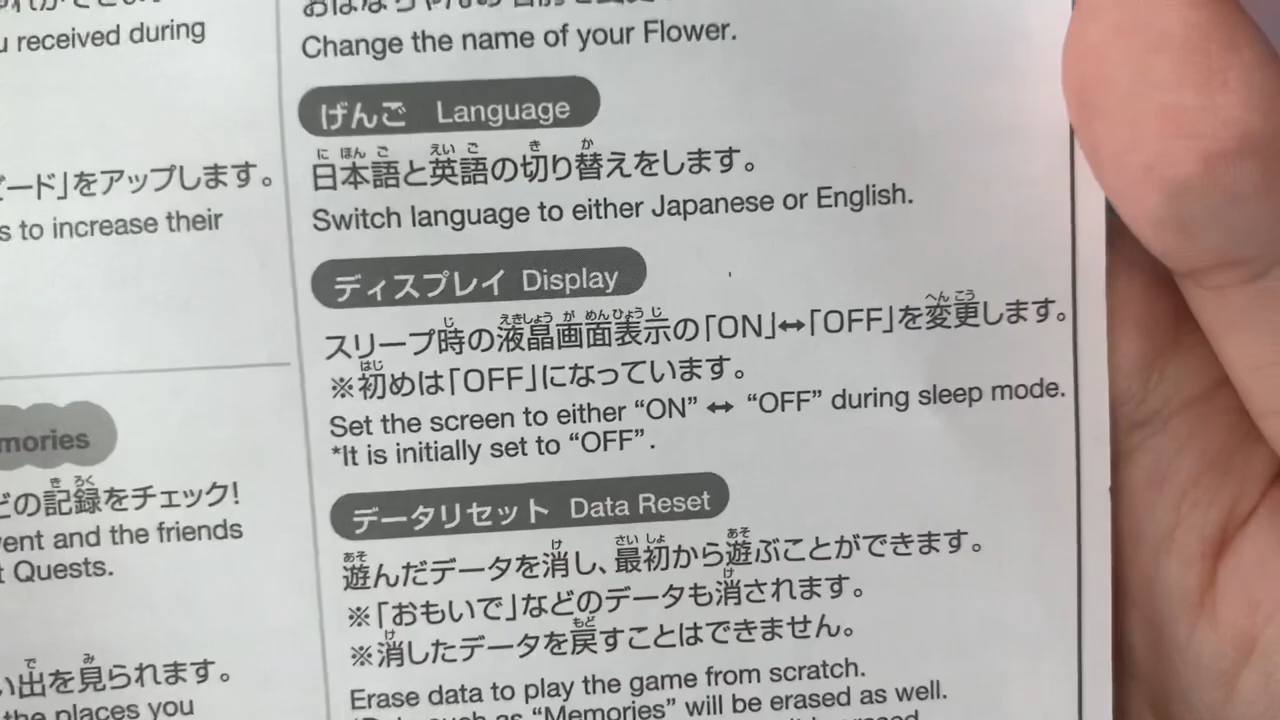 u received during
ード」をアップします。
s to increase their
mories
どの記録をチェック!
ent and the friends
t Quests.
い出を見られます。
the places you
Change the name of your Flower.
げんご Language
日本語と英語の切り替えをします。
Switch language to either Japanese or English.
ディスプレイ Display
スリープ時の液晶画面表示の「ON」↔「OFF」を変更します。
※初めは「OFF」になっています。
Set the screen to either “ON” ↔ “OFF” during sleep mode.
*It is initially set to “OFF”.
データリセット Data Reset
遊んだデータを消し、最初から遊ぶことができます。
※「おもいで」などのデータも消されます。
※消したデータを戻すことはできません。
Erase data to play the game from scratch.
*Data such as “Memories” will be erased as well.